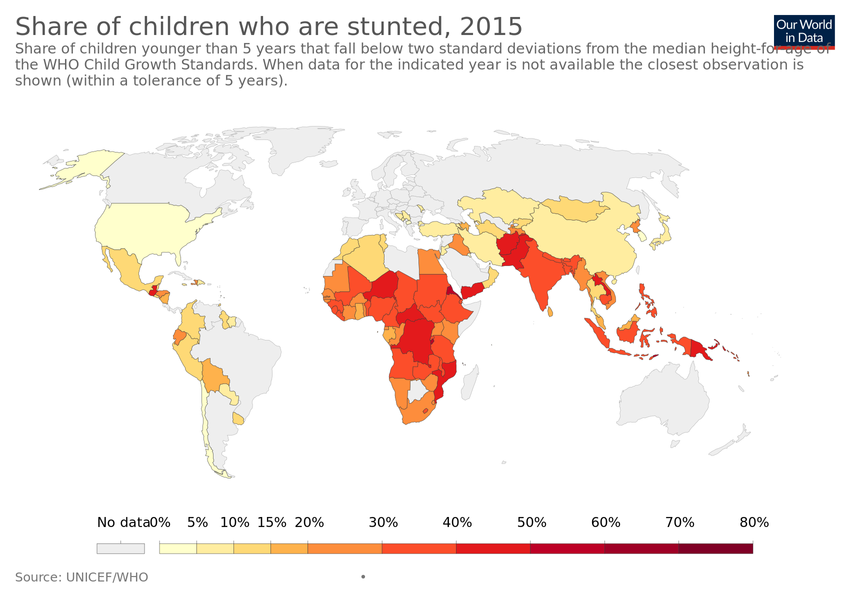 Share of children who are stunted, 2015
Our World
in Data
Share of children younger than 5 years that fall below two standard deviations from the median height-for-age of
the WHO Child Growth Standards. When data for the indicated year is not available the closest observation is
shown (within a tolerance of 5 years).
No data 0% 5% 10% 15% 20% 30% 40% 50% 60% 70% 80%
Source: UNICEF/WHO